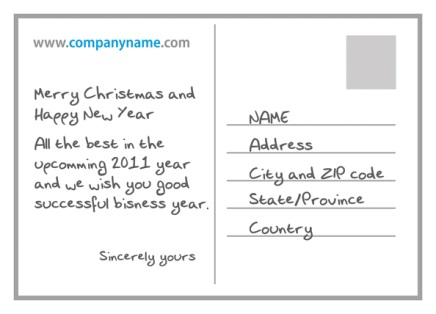 www.companyname.com
Merry Christmas and
Happy New Year
All the best in the
upcomming 2011 year
and we wish you good
successful bisness year.
Sincerely yours
NAME
Address
City and ZIP code
State/Province
Country